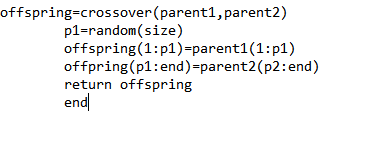 offspring=crossover(parent1,parent2)
p1=random(size)
offspring(1:p1)=parent1(1:p1)
offpring(p1:end)=parent2(p2:end)
return offspring
end